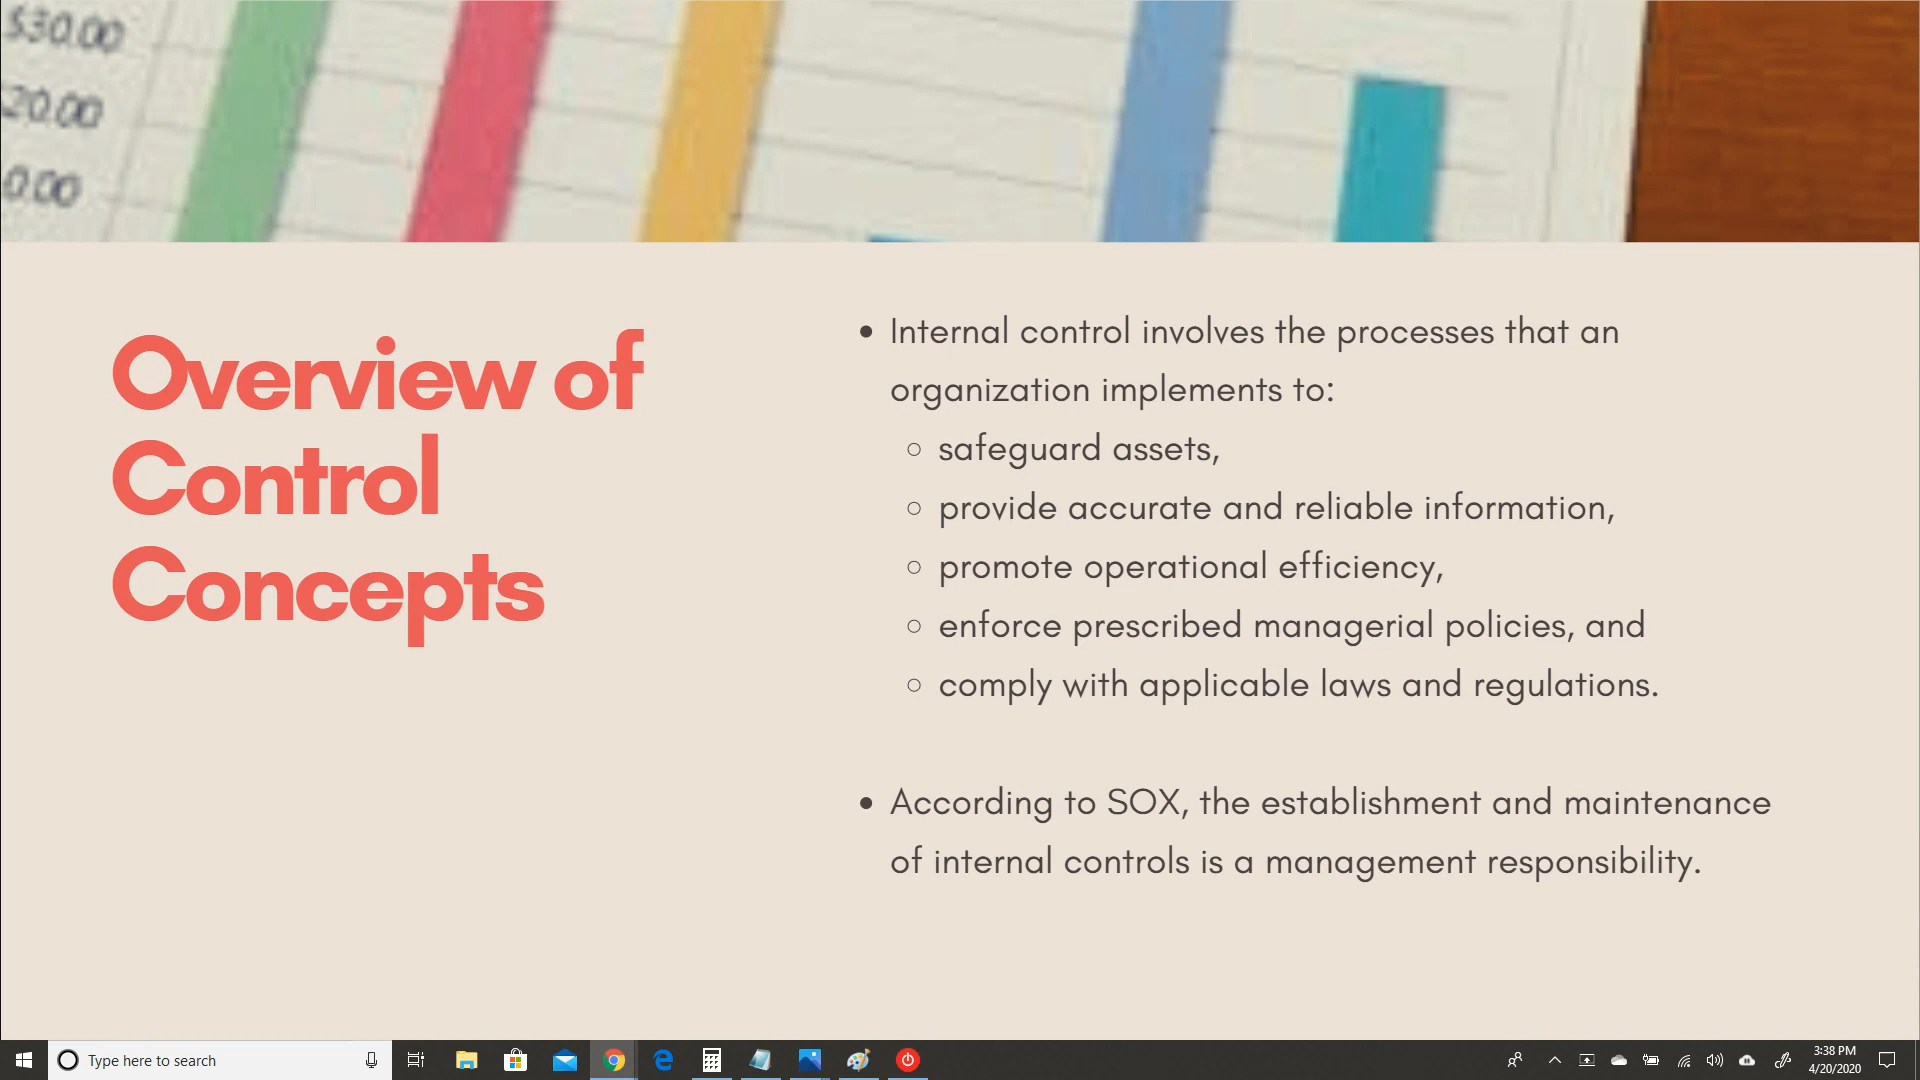 $30.00
20.00
0.00
Overview of
Control
Concepts
• Internal control involves the processes that an
organization implements to:
○ safeguard assets,
○ provide accurate and reliable information,
○ promote operational efficiency,
○ enforce prescribed managerial policies, and
○ comply with applicable laws and regulations.
• According to SOX, the establishment and maintenance
of internal controls is a management responsibility.
Type here to search
3:38 PM
4/20/2020